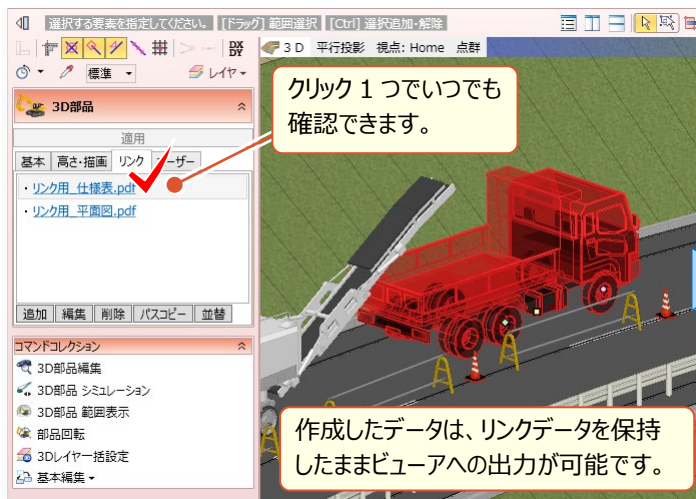 選択する要素を指定してください。 [ドラッグ] 範囲選択 [Ctrl] 選択追加・解除
標準 レイヤ
3D 平行投影 視点: Home 点群
3D部品
適用
基本 高さ・描画 リンク
・リンク用_仕様表.pdf
・リンク用_平面図.pdf
追加 編集 削除 パスコピー 並替
コマンドコレクション
3D部品編集
3D部品 シミュレーション
3D部品 範囲表示
部品回転
3Dレイヤ一括設定
基本編集
クリック 1 つでいつでも
確認できます。
作成したデータは、リンクデータを保持
したままビューアへの出力が可能です。